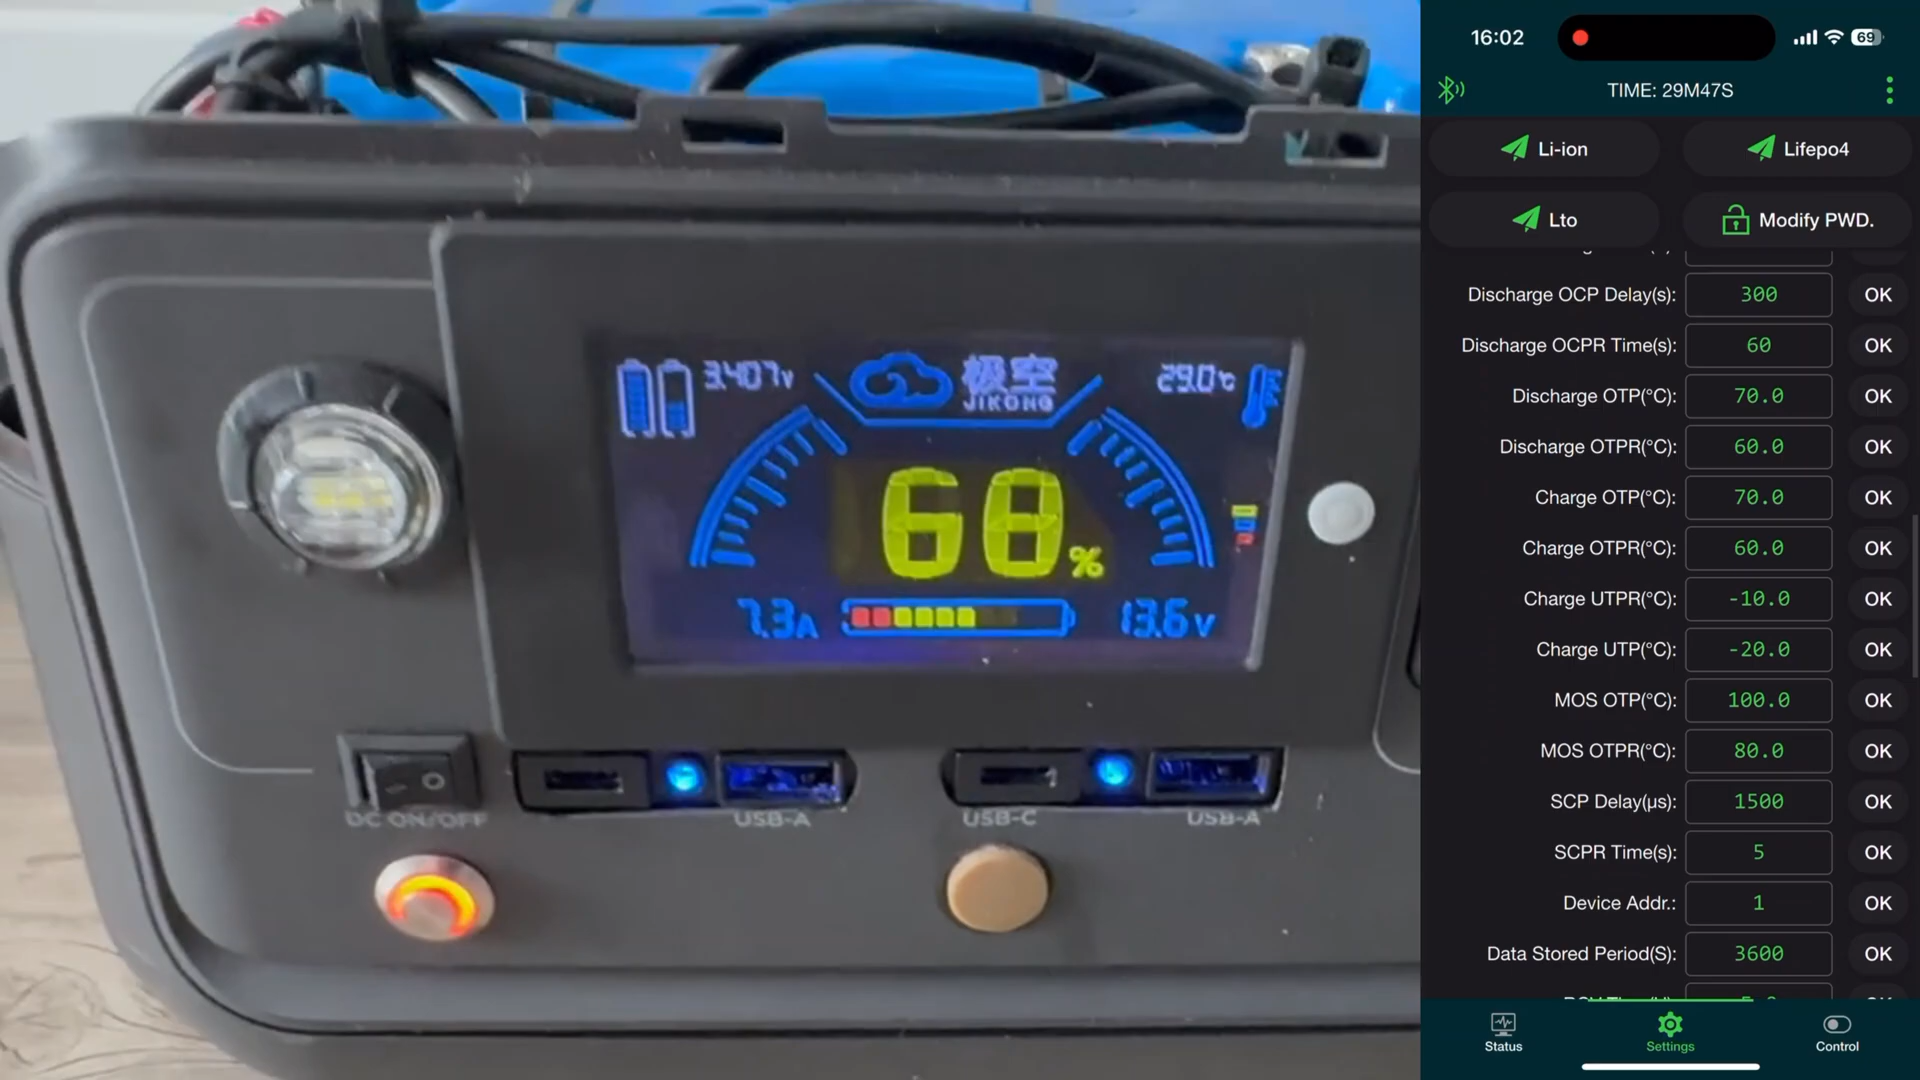 3.407V
极空
JIKONG
29.0℃
68%
7.3A
13.6V
DC ON/OFF
USB-A
USB-C
USB-A
16:02
69
TIME: 29M47S
Li-ion
Lifepo4
Lto
Modify PWD.
Discharge OCP Delay(s): 300 OK
Discharge OCPR Time(s): 60 OK
Discharge OTP(°C): 70.0 OK
Discharge OTPR(°C): 60.0 OK
Charge OTP(°C): 70.0 OK
Charge OTPR(°C): 60.0 OK
Charge UTPR(°C): -10.0 OK
Charge UTP(°C): -20.0 OK
MOS OTP(°C): 100.0 OK
MOS OTPR(°C): 80.0 OK
SCP Delay(µs): 1500 OK
SCPR Time(s): 5 OK
Device Addr.: 1 OK
Data Stored Period(S): 3600 OK
Status
Settings
Control